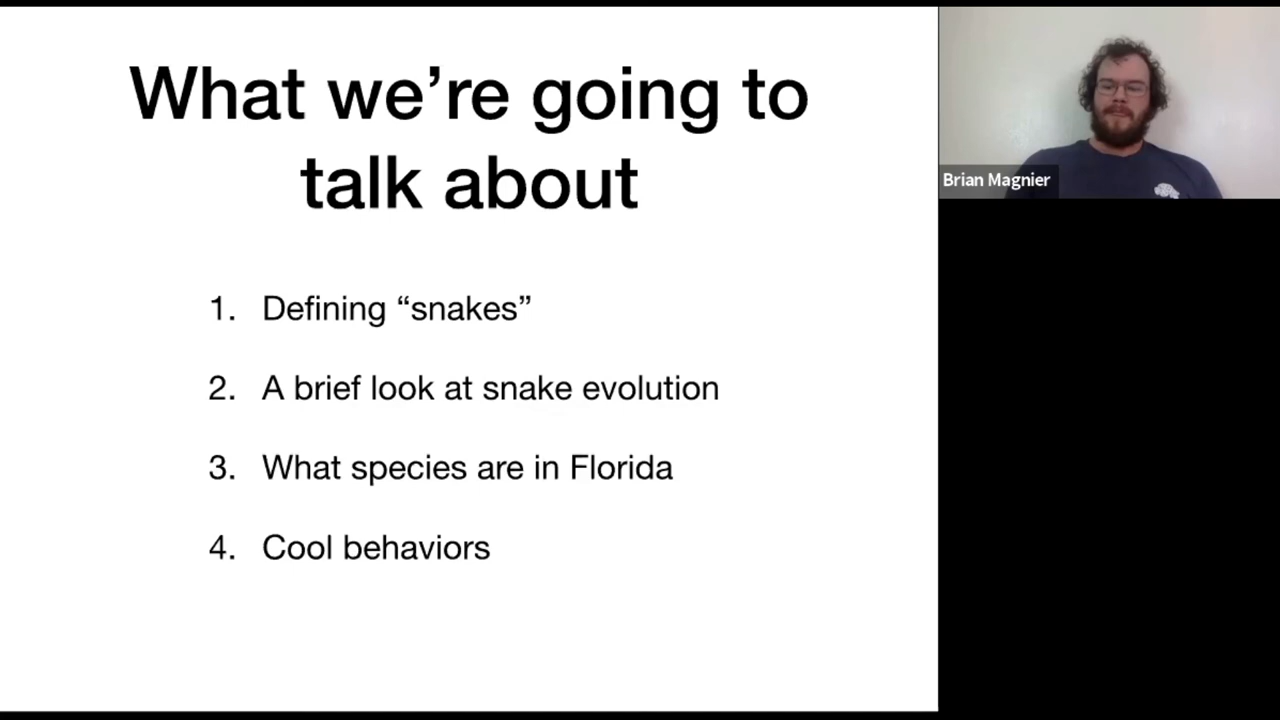 What we’re going to
talk about
1. Defining “snakes”
2. A brief look at snake evolution
3. What species are in Florida
4. Cool behaviors
Brian Magnier